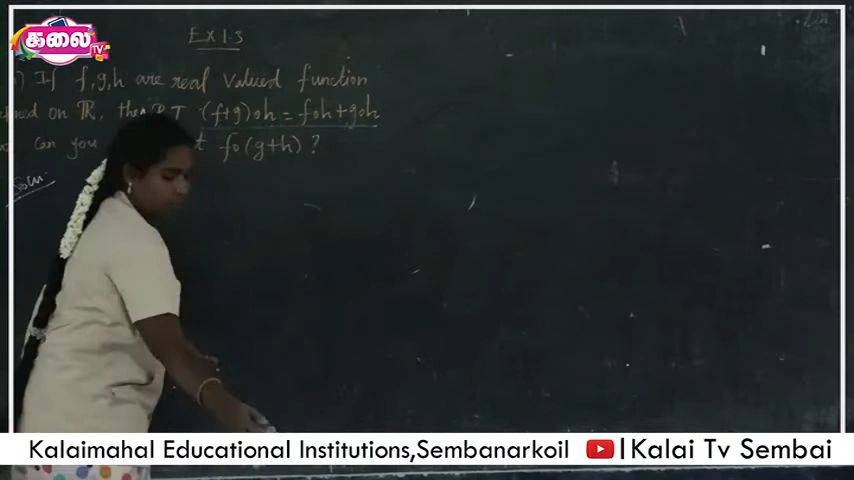 கலை
TV
Ex 1.3
) If f,g,h are real valued function
on ℝ, the (f+g)oh = foh+goh
can you fo(g+h) ?
Soln:
Kalaimahal Educational Institutions,Sembanarkoil |Kalai Tv Sembai